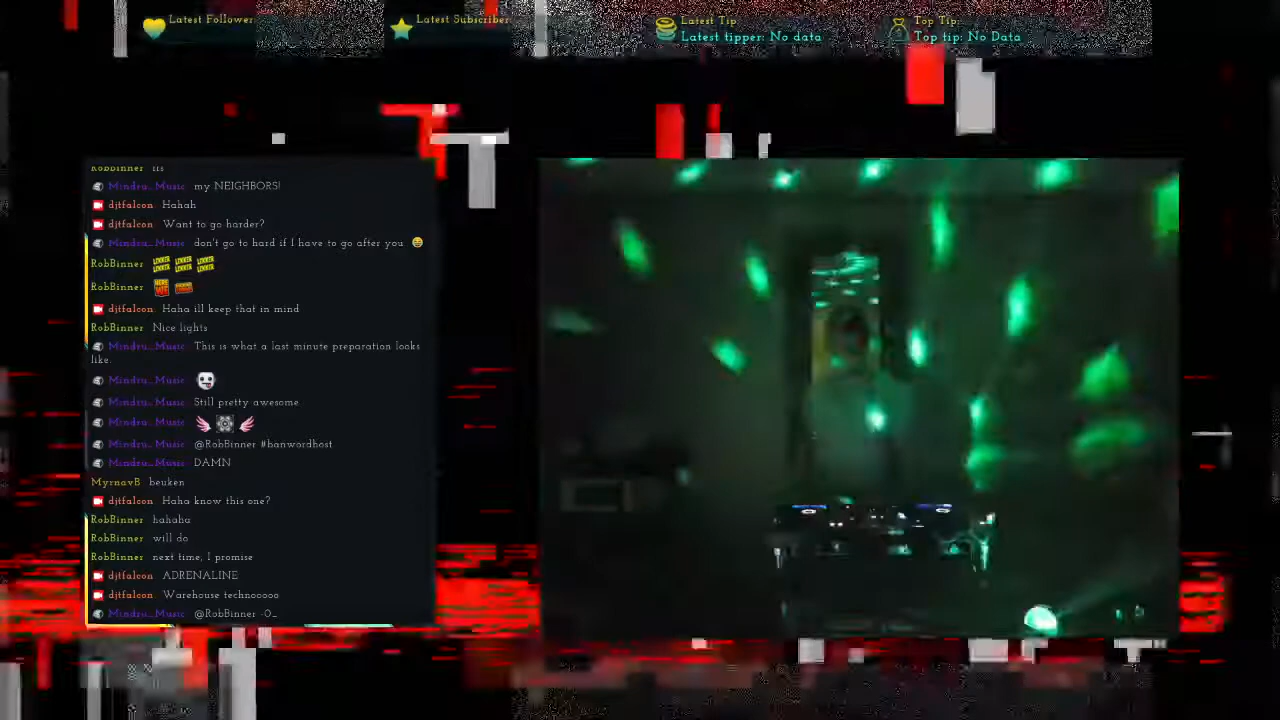 Latest Follower
Latest Subscriber
Latest Tip
Latest tipper: No data
Top Tip:
Top tip: No Data
RobBinner
Mindru_Music my NEIGHBORS!
djtfalcon Hahah
djtfalcon Want to go harder?
Mindru_Music don't go to hard if I have to go after you
RobBinner
RobBinner
djtfalcon Haha ill keep that in mind
RobBinner Nice lights
Mindru_Music This is what a last minute preparation looks
like.
Mindru_Music
Mindru_Music Still pretty awesome
Mindru_Music
Mindru_Music @RobBinner #banwordhost
Mindru_Music DAMN
MyrnavB beuken
djtfalcon Haha know this one?
RobBinner hahaha
RobBinner will do
RobBinner next time, I promise
djtfalcon ADRENALINE
djtfalcon Warehouse technooooo
Mindru_Music @RobBinner -O_